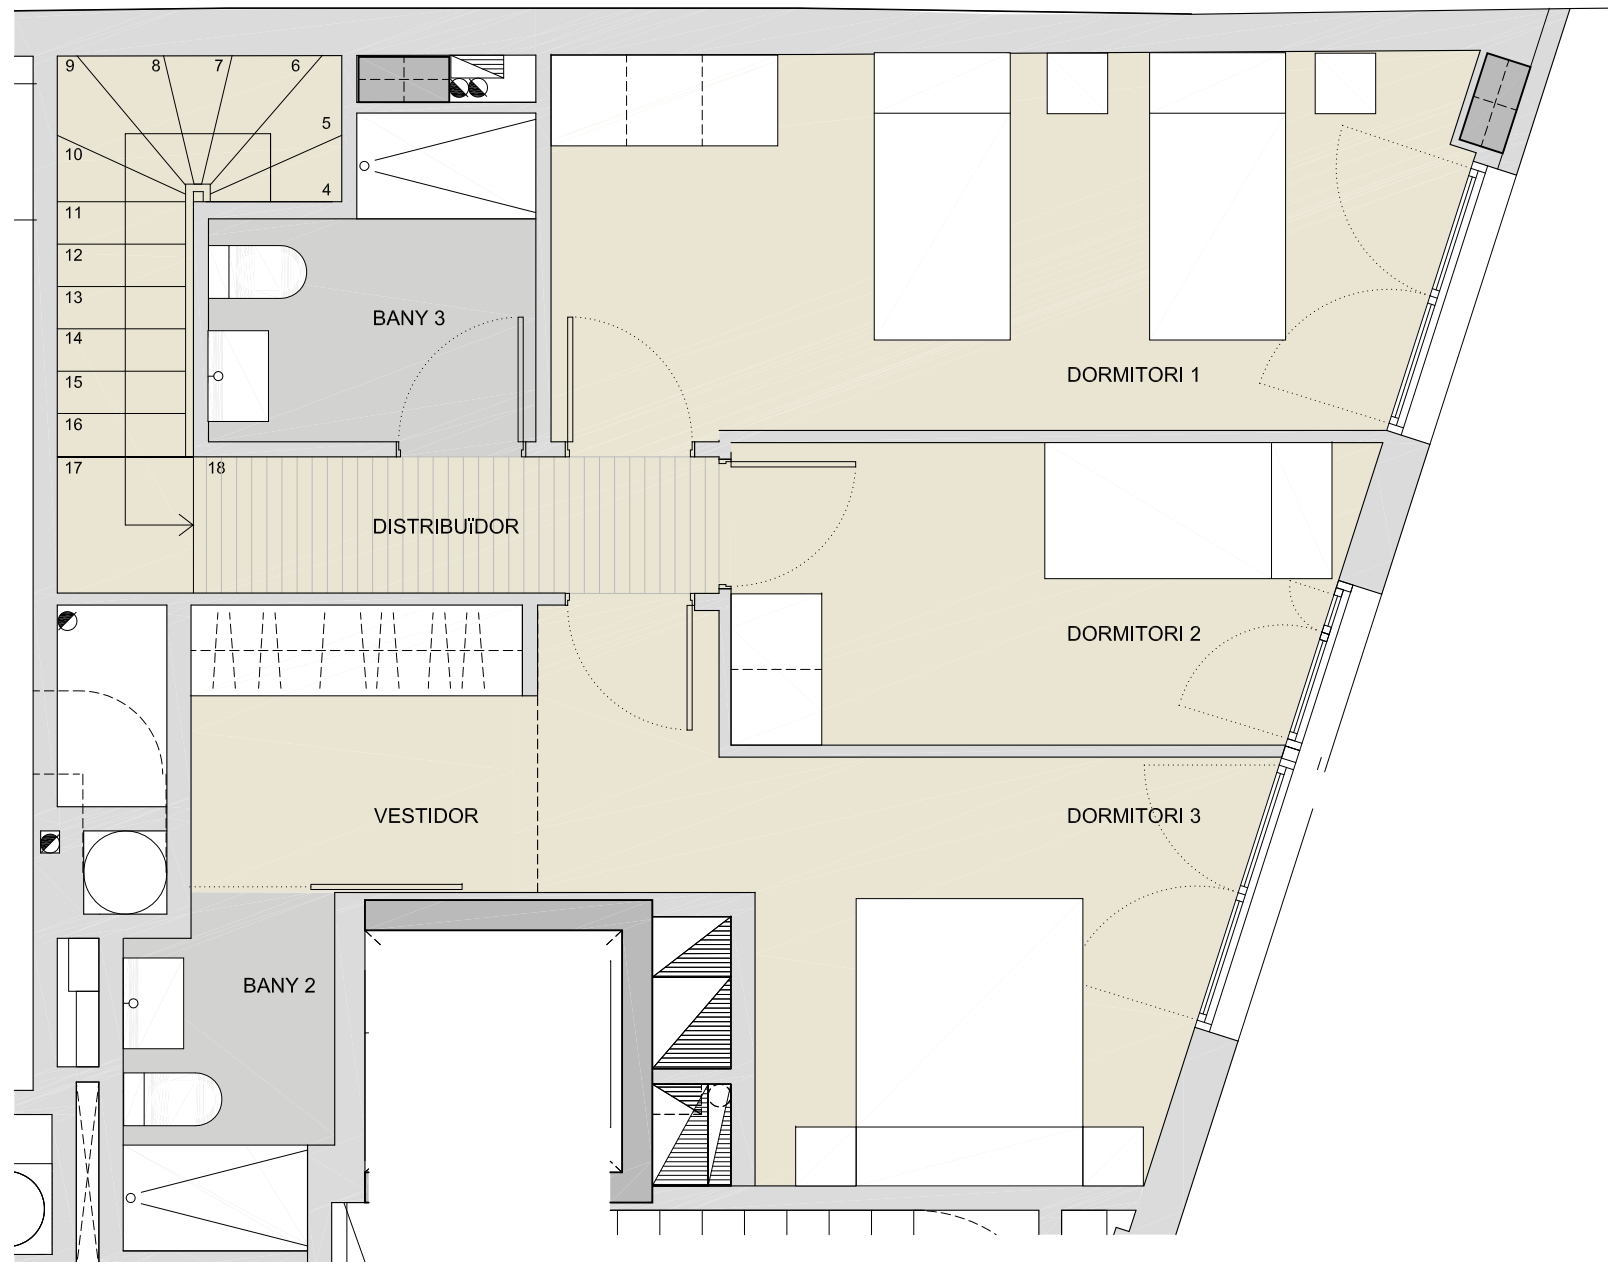 9 8 7 6
5
10
4
11
12
13
14
15
16
17 18
BANY 3
DORMITORI 1
DISTRIBUÏDOR
DORMITORI 2
VESTIDOR
DORMITORI 3
BANY 2